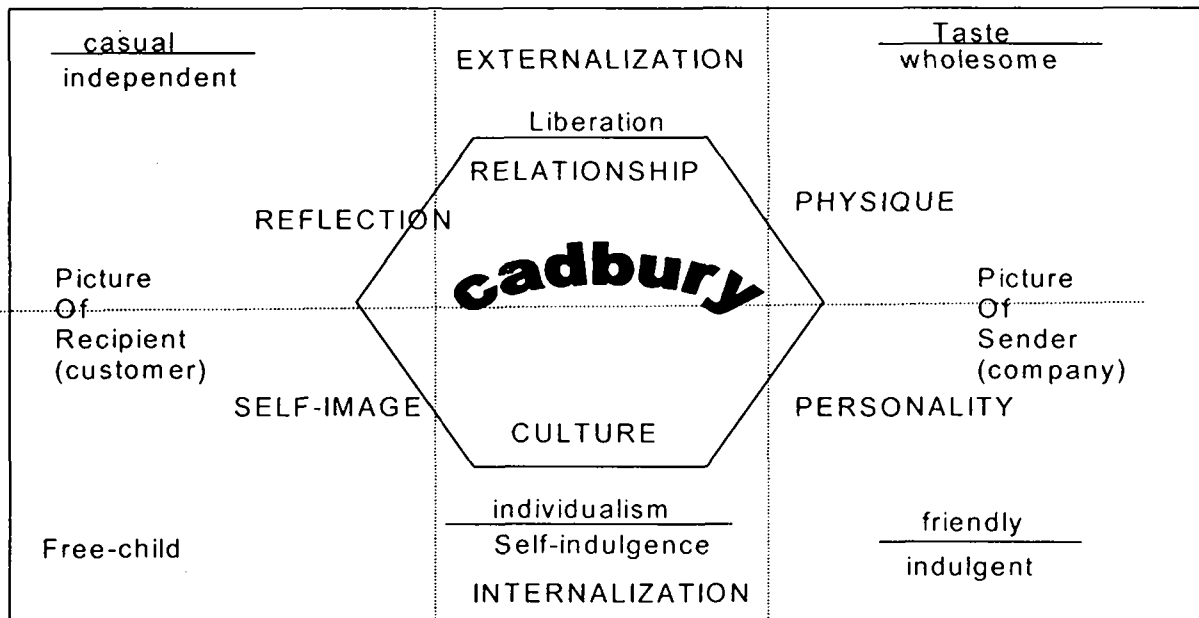 casual
independent
EXTERNALIZATION
Taste
wholesome
Liberation
RELATIONSHIP
REFLECTION
PHYSIQUE
cadbury
Picture
Of
Recipient
(customer)
Picture
Of
Sender
(company)
SELF-IMAGE
PERSONALITY
CULTURE
Free-child
individualism
Self-indulgence
INTERNALIZATION
friendly
indulgent